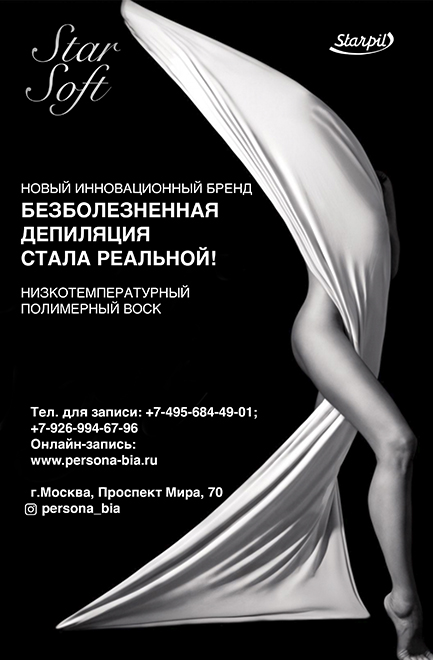 Star
Soft
Starpil
НОВЫЙ ИННОВАЦИОННЫЙ БРЕНД
БЕЗБОЛЕЗНЕННАЯ
ДЕПИЛЯЦИЯ
СТАЛА РЕАЛЬНОЙ!
НИЗКОТЕМПЕРАТУРНЫЙ
ПОЛИМЕРНЫЙ ВОСК
Тел. для записи: +7-495-684-49-01;
+7-926-994-67-96
Онлайн-запись:
www.persona-bia.ru
г.Москва, Проспект Мира, 70
persona_bia